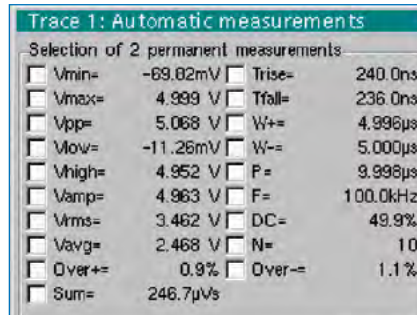 Trace 1: Automatic measurements
Selection of 2 permanent measurements
Vmin= -69.82mV Trise= 240.0ns
Vmax= 4.999 V Tfall= 236.0ns
Vpp= 5.068 V W+= 4.996µs
Vlow= -11.26mV W-= 5.000µs
Vhigh= 4.952 V P= 9.998µs
Vamp= 4.963 V F= 100.0kHz
Vrms= 3.462 V DC= 49.9%
Vavg= 2.468 V N= 10
Over+= 0.9% Over-= 1.1%
Sum= 246.7µVs